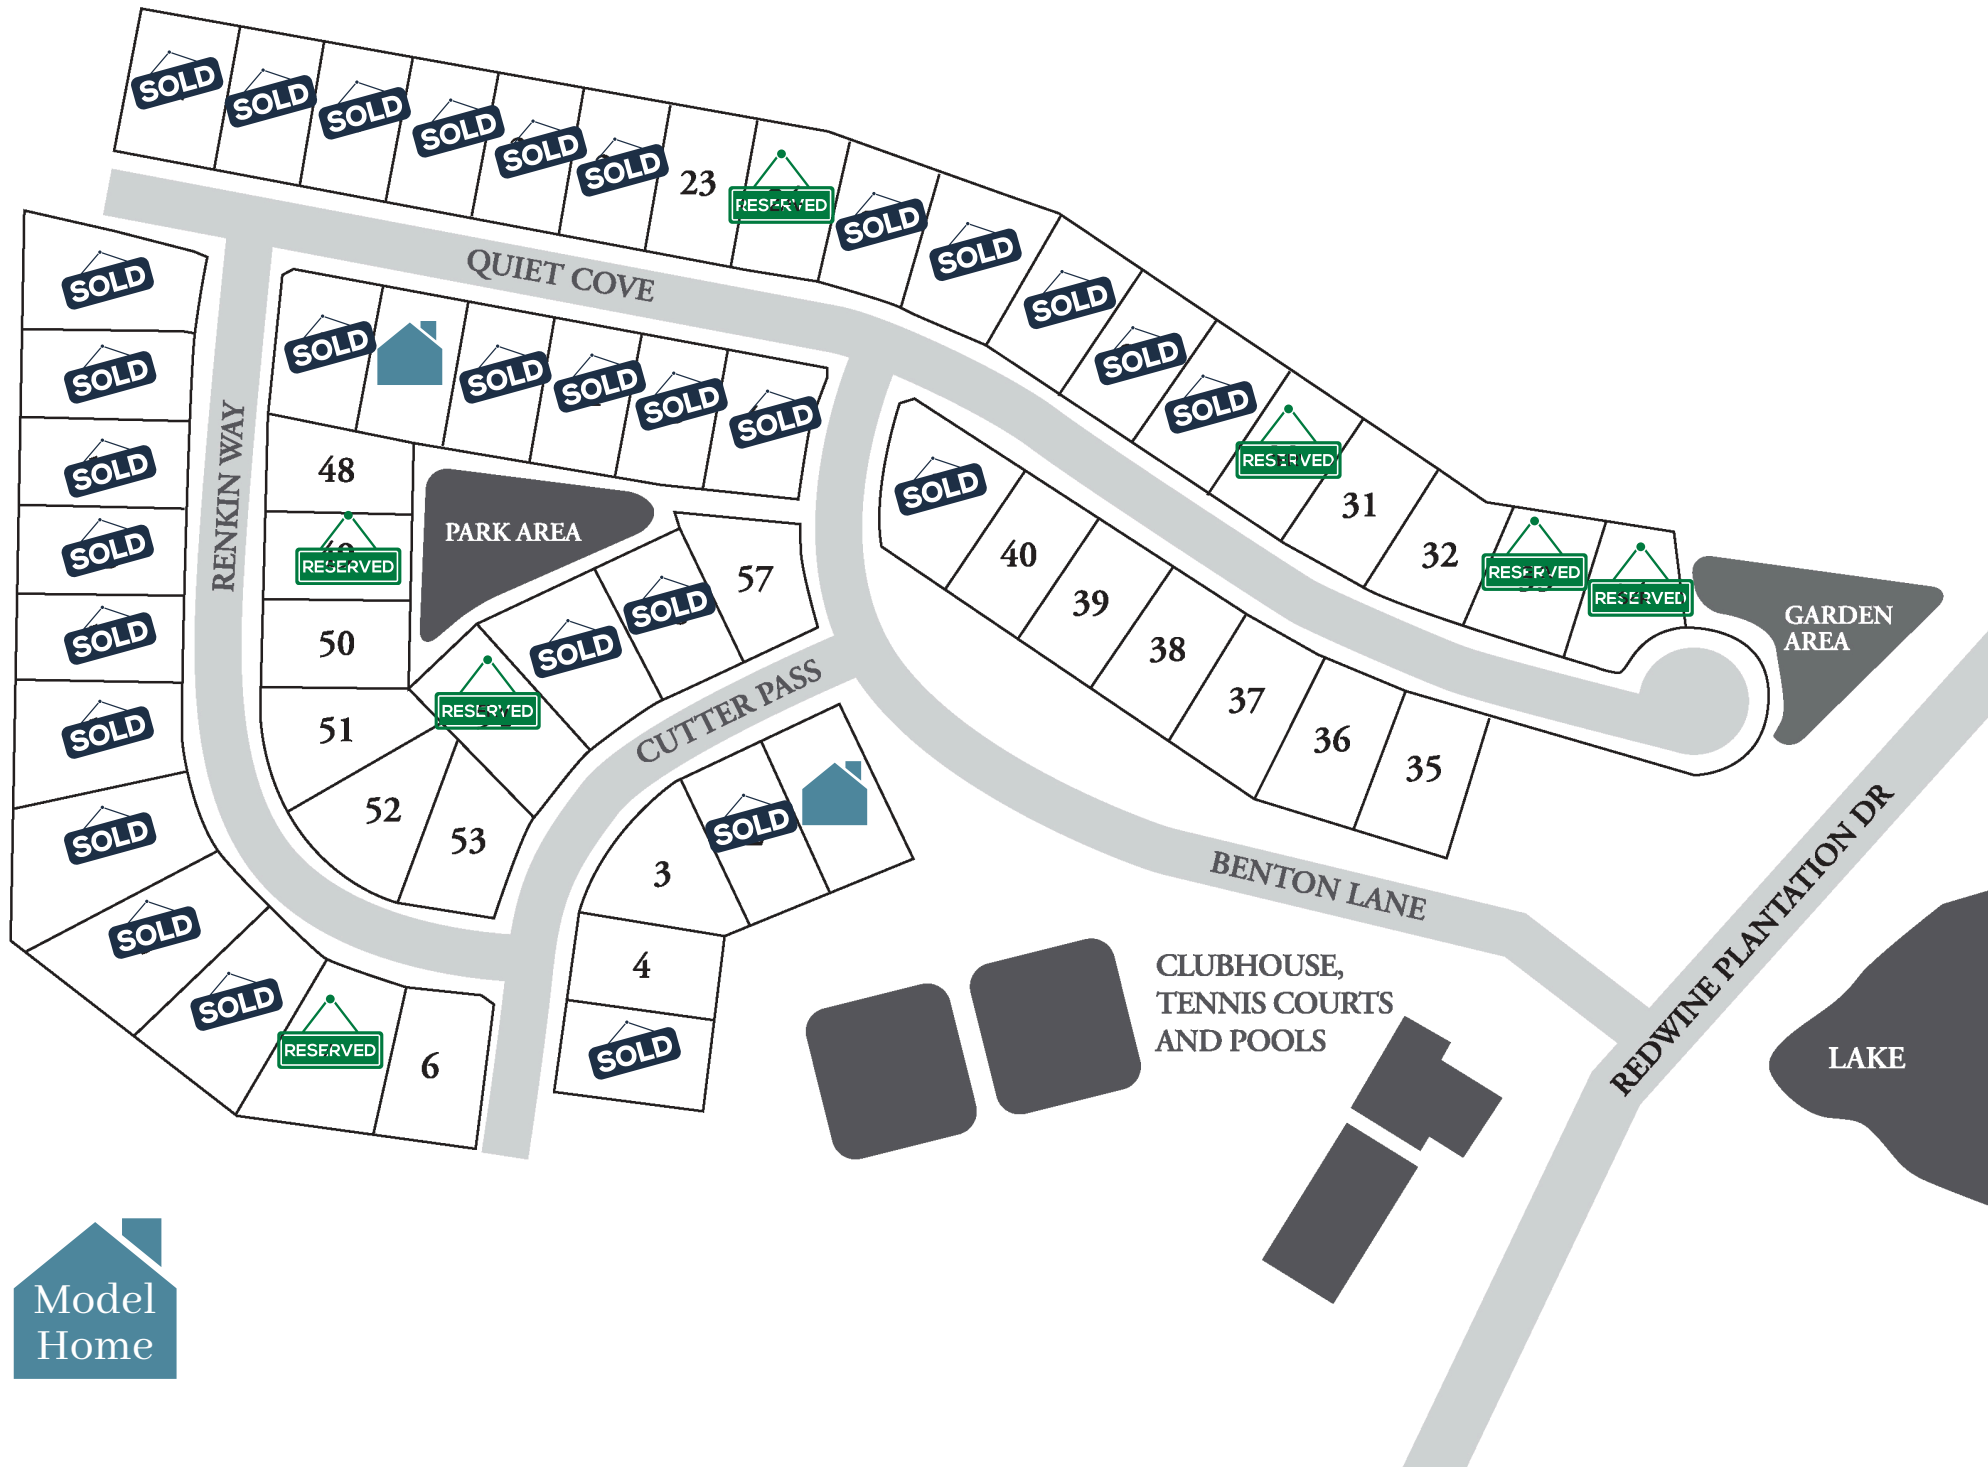 SOLD
SOLD
SOLD
SOLD
SOLD
SOLD
23
RESERVED
SOLD
SOLD
SOLD
SOLD
SOLD
RESERVED
31
32
RESERVED
RESERVED
GARDEN
AREA
QUIET COVE
SOLD
SOLD
SOLD
SOLD
SOLD
SOLD
SOLD
SOLD
SOLD
RESERVED
6
RENKIN WAY
SOLD
SOLD
SOLD
SOLD
SOLD
48
RESERVED
50
51
52
53
PARK AREA
RESERVED
SOLD
SOLD
57
CUTTER PASS
3
SOLD
4
SOLD
SOLD
40
39
38
37
36
35
BENTON LANE
REDWINE PLANTATION DR
CLUBHOUSE,
TENNIS COURTS
AND POOLS
LAKE
Model
Home